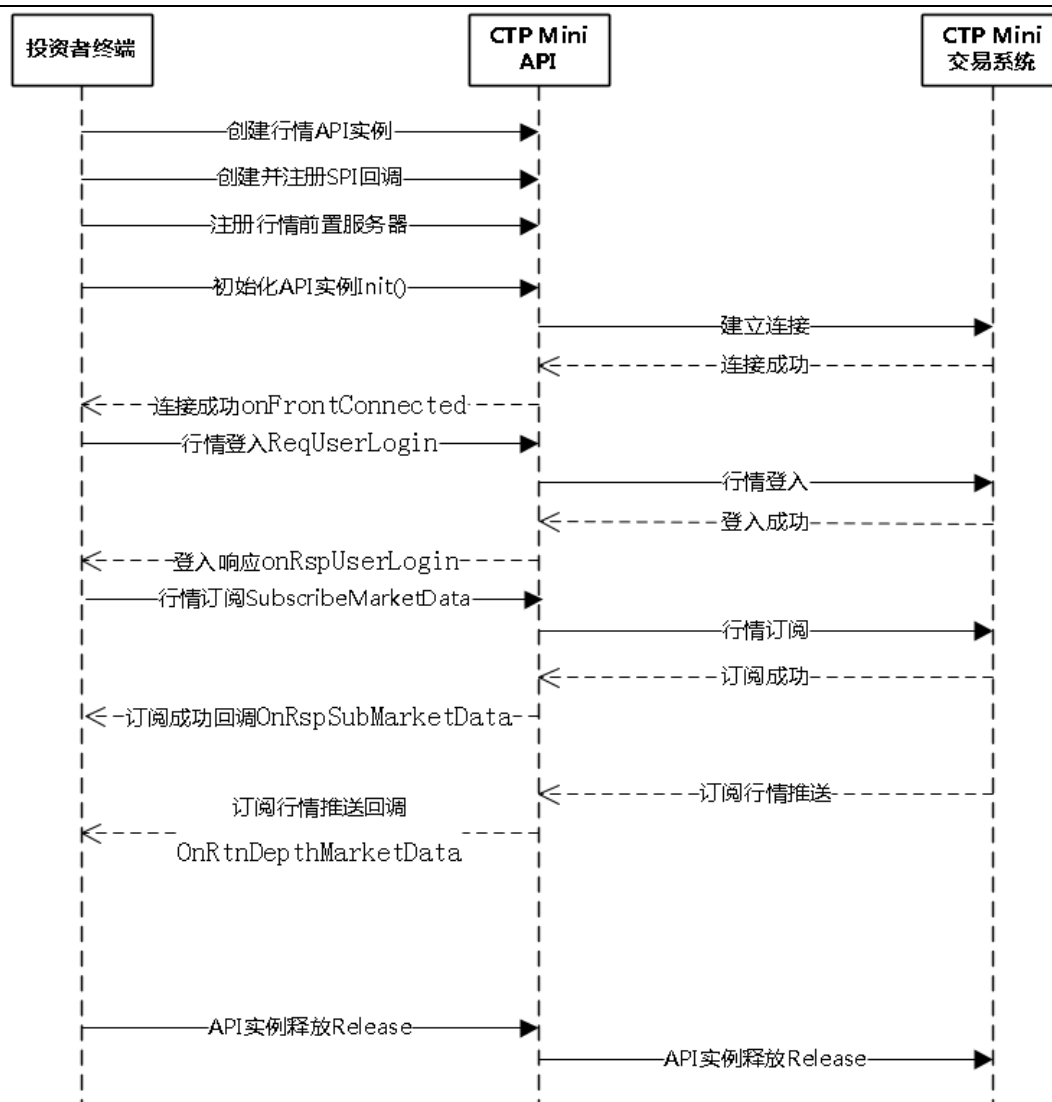 投资者终端
CTP Mini
API
CTP Mini
交易系统
创建行情API实例
创建并注册SPI回调
注册行情前置服务器
初始化API实例Init()
建立连接
连接成功
连接成功onFrontConnected
行情登入ReqUserLogin
行情登入
登入成功
登入响应onRspUserLogin
行情订阅SubscribeMarketData
行情订阅
订阅成功
订阅成功回调OnRspSubMarketData
订阅行情推送
订阅行情推送回调
OnRtnDepthMarketData
API实例释放Release
API实例释放Release